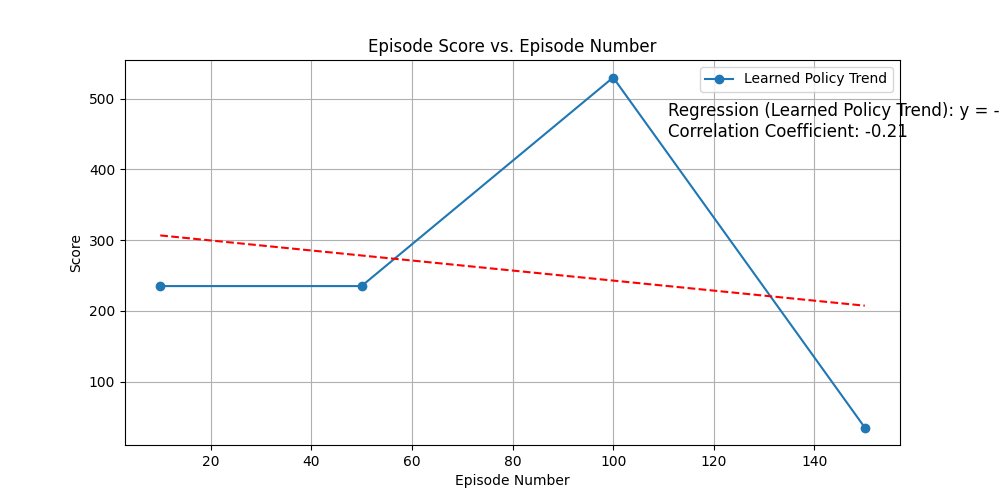 Episode Score vs. Episode Number
Learned Policy Trend
Regression (Learned Policy Trend): y = -
Correlation Coefficient: -0.21
Score
500
400
300
200
100
20 40 60 80 100 120 140
Episode Number